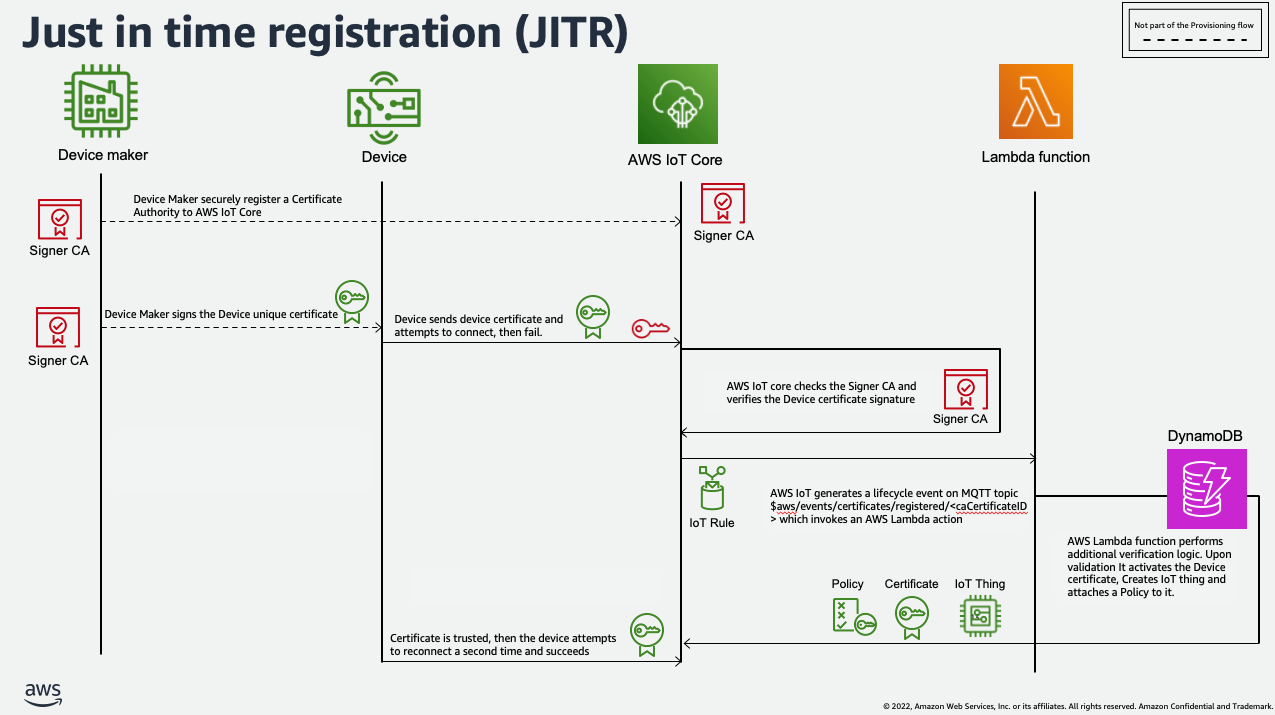 Just in time registration (JITR)
Not part of the Provisioning flow
Device maker
Device
AWS IoT Core
Lambda function
Device Maker securely register a Certificate
Authority to AWS IoT Core
Signer CA
Signer CA
Device Maker signs the Device unique certificate
Signer CA
Device sends device certificate and
attempts to connect, then fail.
AWS IoT core checks the Signer CA and
verifies the Device certificate signature
Signer CA
DynamoDB
IoT Rule
AWS IoT generates a lifecycle event on MQTT topic
$aws/events/certificates/registered/<caCertificateID
> which invokes an AWS Lambda action
AWS Lambda function performs
additional verification logic. Upon
validation It activates the Device
certificate, Creates IoT thing and
attaches a Policy to it.
Policy
Certificate
IoT Thing
Certificate is trusted, then the device attempts
to reconnect a second time and succeeds
aws
© 2022, Amazon Web Services, Inc. or its affiliates. All rights reserved. Amazon Confidential and Trademark.